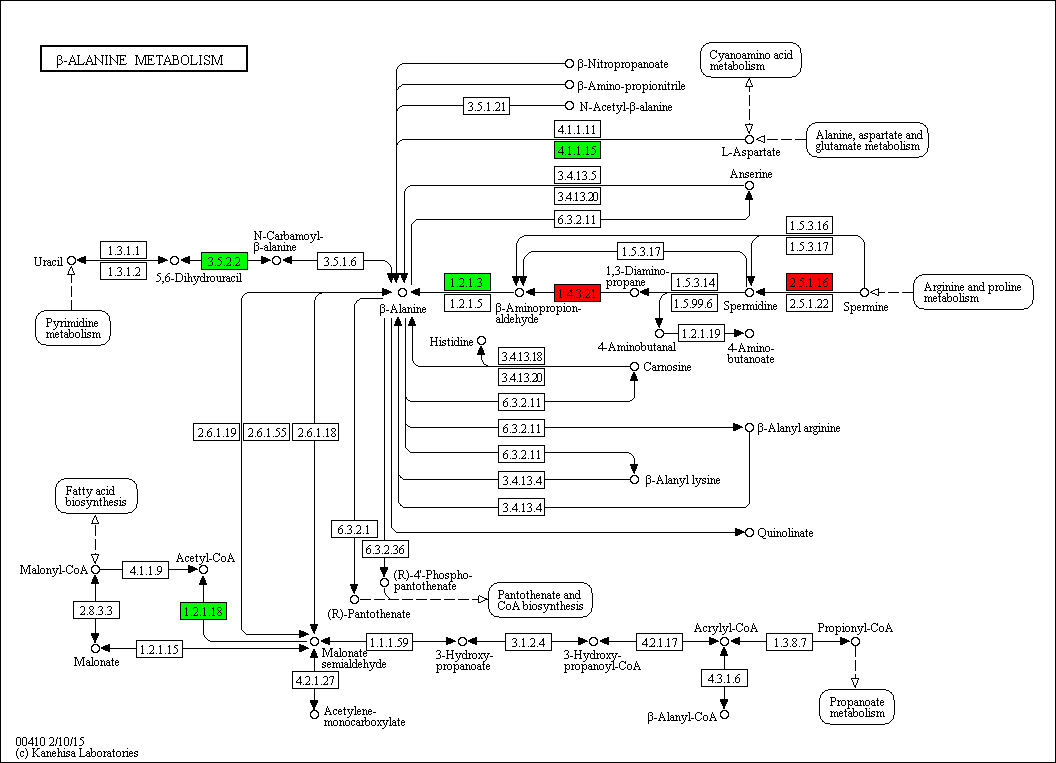 β-ALANINE METABOLISM
β-Nitropropanoate
β-Amino-propionitrile
3.5.1.21
N-Acetyl-β-alanine
Cyanoamino acid
metabolism
4.1.1.11
4.1.1.15
L-Aspartate
Alanine, aspartate and
glutamate metabolism
3.4.13.5
3.4.13.20
Anserine
6.3.2.11
1.5.3.16
1.5.3.17
1.5.3.17
Uracil
1.3.1.1
1.3.1.2
5,6-Dihydrouracil
3.5.2.2
N-Carbamoyl-
β-alanine
3.5.1.6
β-Alanine
1.2.1.3
1.2.1.5
β-Aminopropion-
aldehyde
1.4.3.21
1,3-Diamino-
propane
1.5.3.14
1.5.99.6
Spermidine
2.5.1.16
2.5.1.22
Spermine
Arginine and proline
metabolism
Pyrimidine
metabolism
4-Aminobutanal
1.2.1.19
4-Amino-
butanoate
Histidine
3.4.13.18
3.4.13.20
Carnosine
6.3.2.11
2.6.1.19
2.6.1.55
2.6.1.18
6.3.2.11
β-Alanyl arginine
6.3.2.11
3.4.13.4
β-Alanyl lysine
3.4.13.4
Fatty acid
biosynthesis
6.3.2.1
6.3.2.36
Quinolinate
Malonyl-CoA
4.1.1.9
Acetyl-CoA
(R)-4'-Phospho-
pantothenate
2.8.3.3
1.2.1.18
(R)-Pantothenate
Pantothenate and
CoA biosynthesis
Malonate
1.2.1.15
Malonate
semialdehyde
1.1.1.59
3-Hydroxy-
propanoate
3.1.2.4
3-Hydroxy-
propanoyl-CoA
4.2.1.17
Acrylyl-CoA
1.3.8.7
Propionyl-CoA
4.2.1.27
4.3.1.6
Acetylene-
monocarboxylate
β-Alanyl-CoA
Propanoate
metabolism
00410 2/10/15
(c) Kanehisa Laboratories